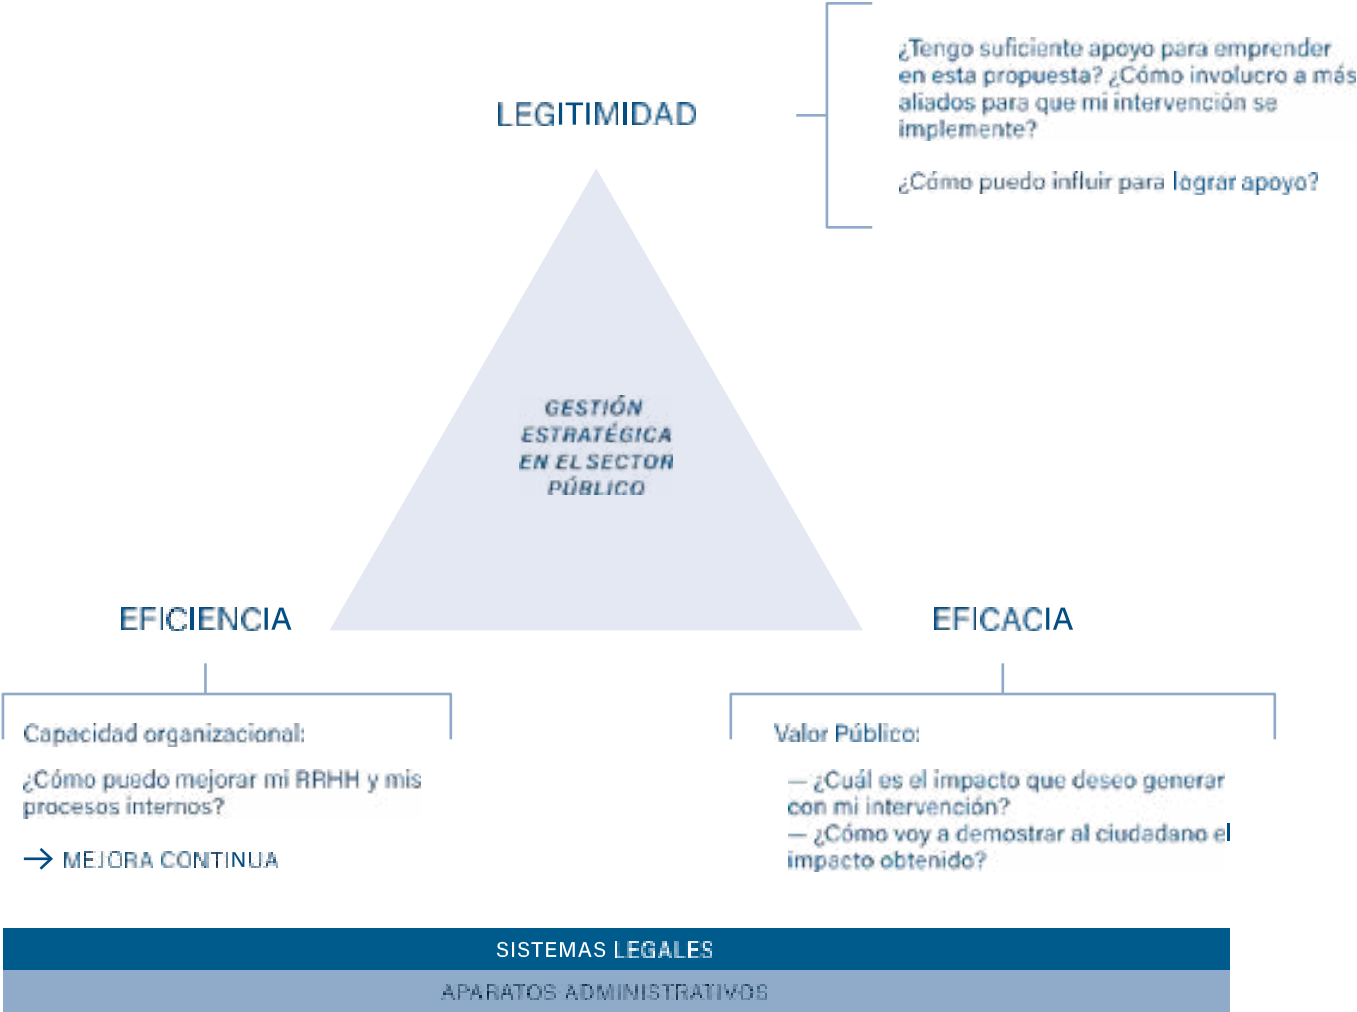 LEGITIMIDAD
¿Tengo suficiente apoyo para emprender
en esta propuesta? ¿Cómo involucro a más
aliados para que mi intervención se
implemente?
¿Cómo puedo influir para lograr apoyo?
GESTIÓN
ESTRATÉGICA
EN EL SECTOR
PÚBLICO
EFICIENCIA
Capacidad organizacional:
¿Cómo puedo mejorar mi RRHH y mis
procesos internos?
→ MEJORA CONTINUA
EFICACIA
Valor Público:
— ¿Cuál es el impacto que deseo generar
con mi intervención?
— ¿Cómo voy a demostrar al ciudadano el
impacto obtenido?
SISTEMAS LEGALES
APARATOS ADMINISTRATIVOS